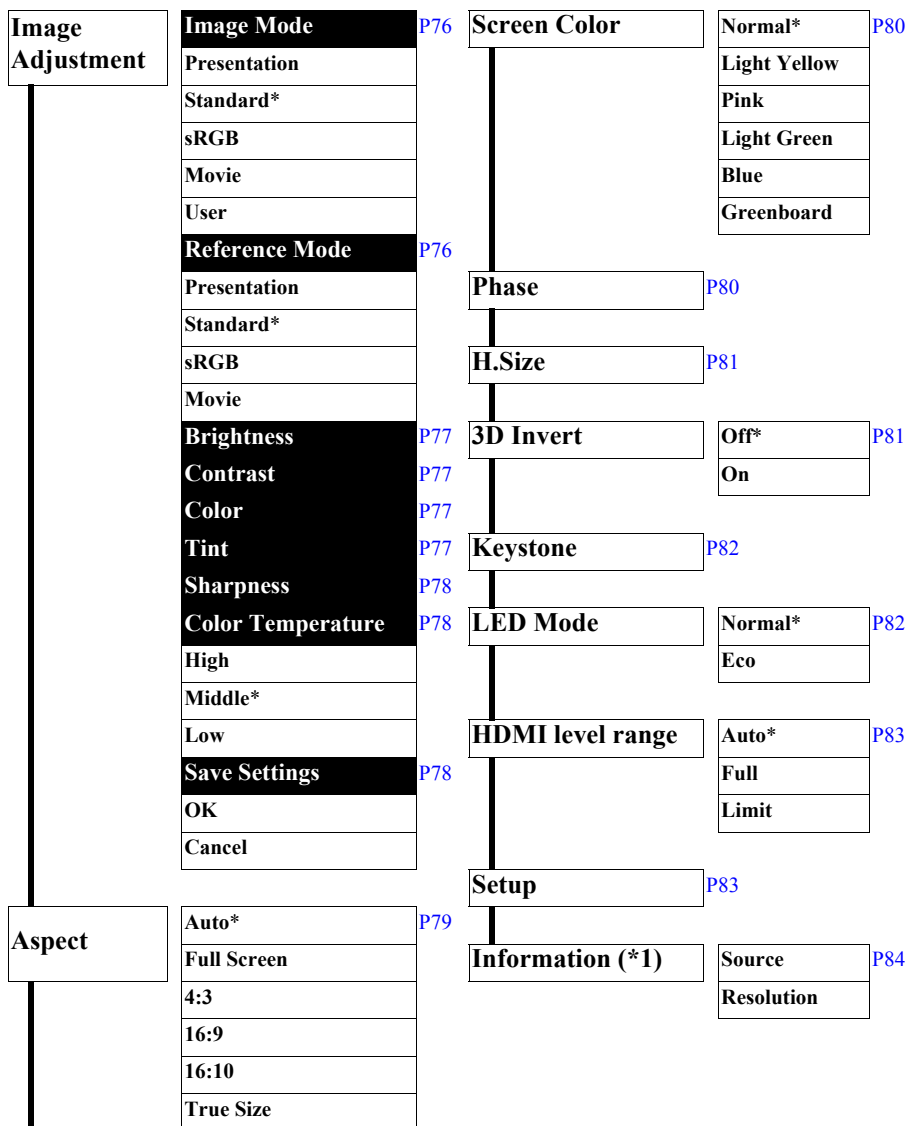 Image Adjustment
Image Mode P76
Presentation
Standard*
sRGB
Movie
User
Reference Mode P76
Presentation
Standard*
sRGB
Movie
Brightness P77
Contrast P77
Color P77
Tint P77
Sharpness P78
Color Temperature P78
High
Middle*
Low
Save Settings P78
OK
Cancel
Aspect
Auto* P79
Full Screen
4:3
16:9
16:10
True Size
Screen Color
Normal* P80
Light Yellow
Pink
Light Green
Blue
Greenboard
Phase P80
H.Size P81
3D Invert
Off* P81
On
Keystone P82
LED Mode
Normal* P82
Eco
HDMI level range
Auto* P83
Full
Limit
Setup P83
Information (*1)
Source P84
Resolution